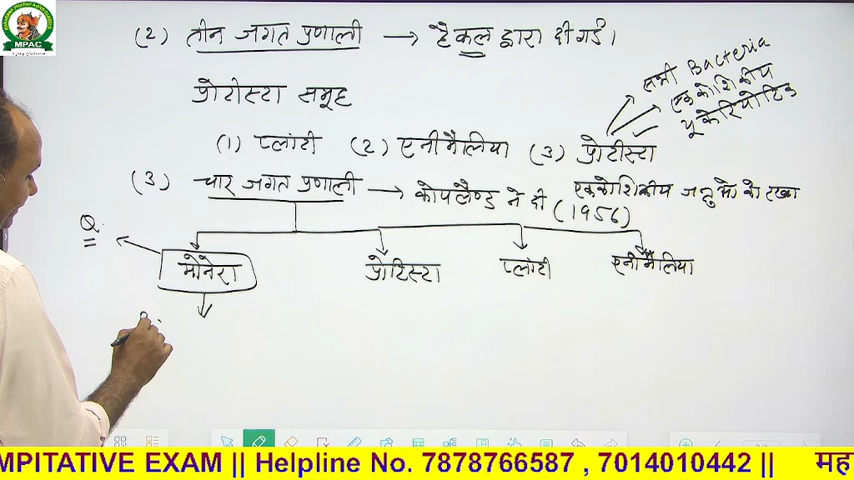 MPAC
(2) तीन जगत प्रणाली → हैकल द्वारा दी गई।
प्रोटीस्टा समूह
सभी Bacteria
एककोशिकीय
यूकेरियोटिक
(1) प्लांटी (2) एनीमैलिया (3) प्रोटीस्टा
एककोशिकीय जन्तुओ को रखा
(3) चार जगत प्रणाली → कोपलैण्ड ने दी (1956)
Q.
मोनेरा प्रोटिस्टा प्लांटी एनीमैलिया
MPITATIVE EXAM || Helpline No. 7878766587 , 7014010442 || मह